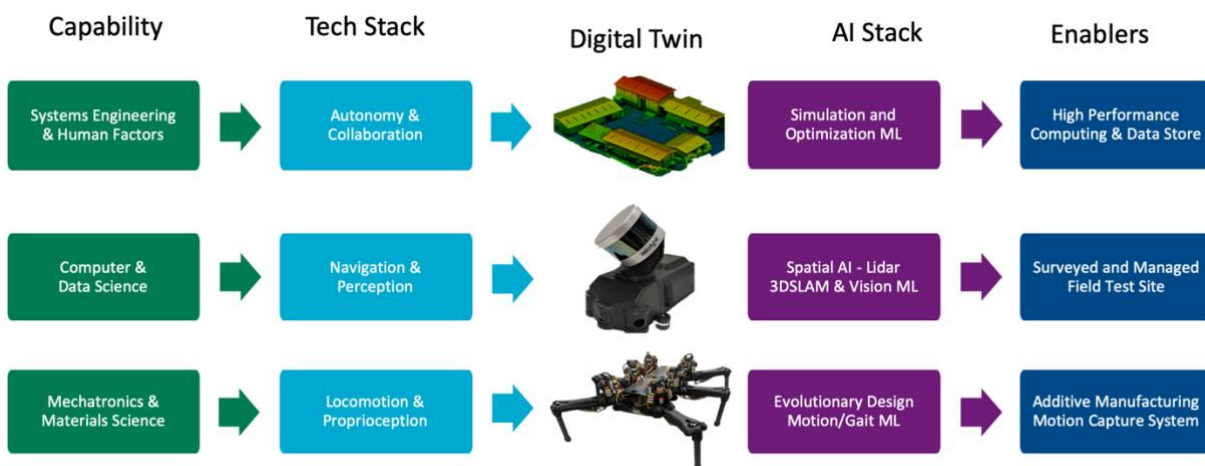 Capability
Tech Stack
Digital Twin
AI Stack
Enablers
Systems Engineering
& Human Factors
Autonomy &
Collaboration
Simulation and
Optimization ML
High Performance
Computing & Data Store
Computer &
Data Science
Navigation &
Perception
Spatial AI - Lidar
3DSLAM & Vision ML
Surveyed and Managed
Field Test Site
Mechatronics &
Materials Science
Locomotion &
Proprioception
Evolutionary Design
Motion/Gait ML
Additive Manufacturing
Motion Capture System